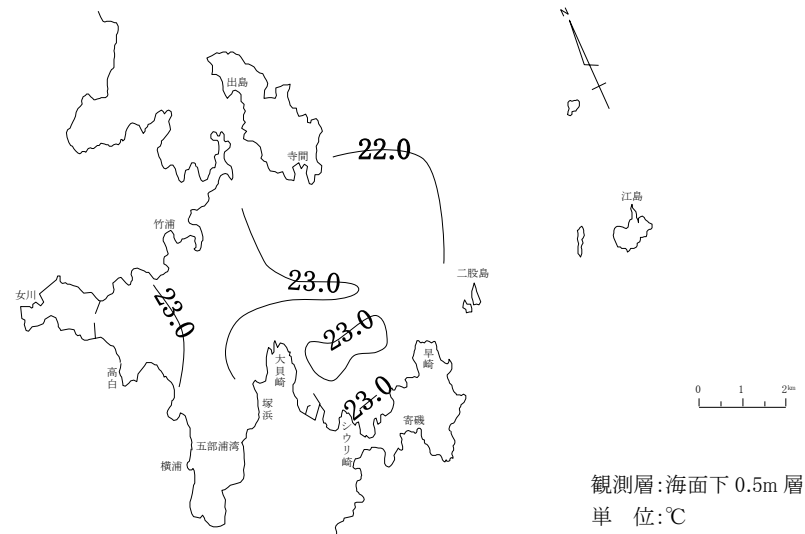 N
出島
22.0
寺間
江島
竹浦
二股島
23.0
女川
23.0
23.0
早崎
大貝崎
高白
0 1 2km
23.0
塚浜
寄磯
シウリ崎
五部浦湾
横浦
観測層:海面下 0.5m 層
単　位:℃